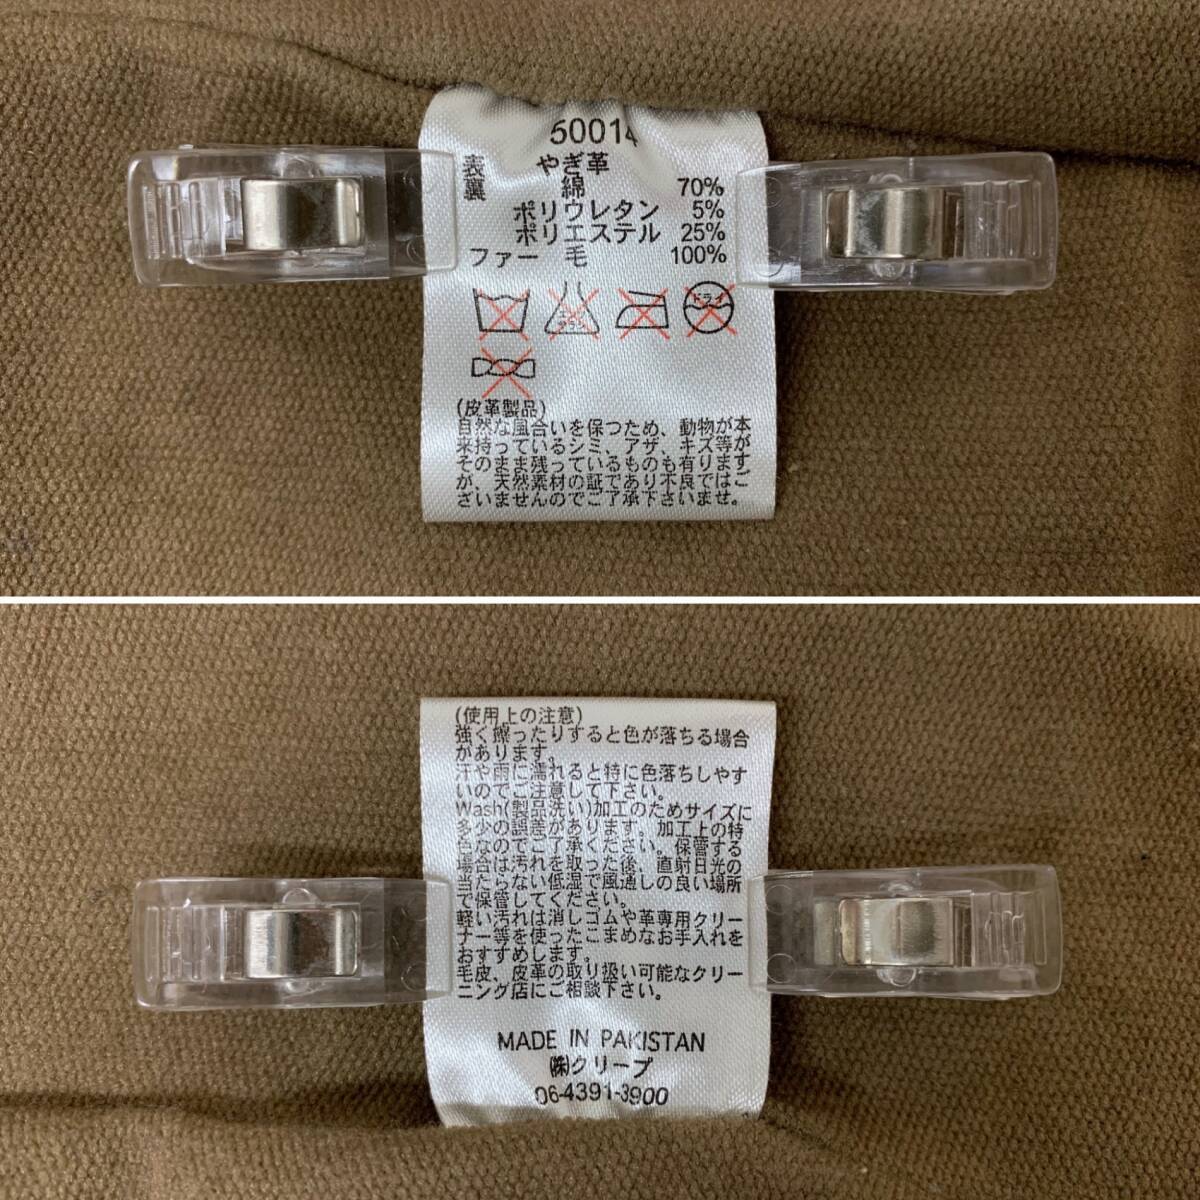 50014
表 やぎ革
裏 綿 70%
ポリウレタン 5%
ポリエステル 25%
ファー 毛 100%
エンソ サラシ ドライ
(皮革製品)
自然な風合いを保つため、動物が本
来持っているシミ、アザ、キズ等が
そのまま残っているものも有ります
が、天然素材の証であり不良ではご
ざいませんのでご了承下さいませ。
(使用上の注意)
強く擦ったりすると色が落ちる場合
があります。
汗や雨に濡れると特に色落ちしやす
いのでご注意して下さい。
Wash(製品洗い)加工のためサイズに
多少の誤差があります。加工上の特
色なのでご了承ください。保管する
場合は汚れを取った後、直射日光の
当たらない低湿で風通しの良い場所
で保管してください。
軽い汚れは消しゴムや革専用クリー
ナー等を使ったこまめなお手入れを
おすすめします。
毛皮、皮革の取り扱い可能なクリー
ニング店にご相談下さい。
MADE IN PAKISTAN
㈱クリープ
06-4391-3900